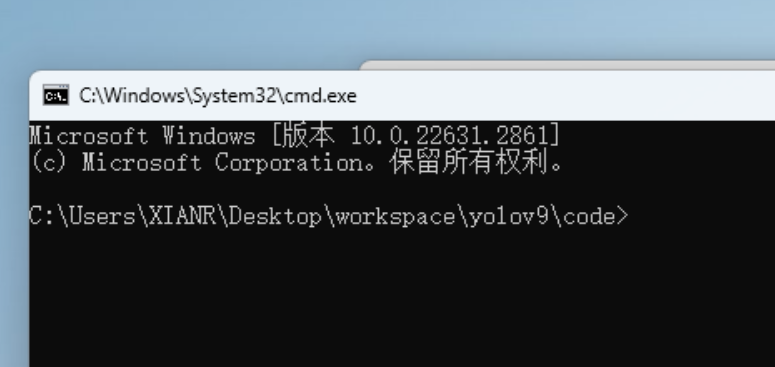 C:\Windows\System32\cmd.exe
Microsoft Windows [版本 10.0.22631.2861]
(c) Microsoft Corporation。保留所有权利。
C:\Users\XIANR\Desktop\workspace\yolov9\code>